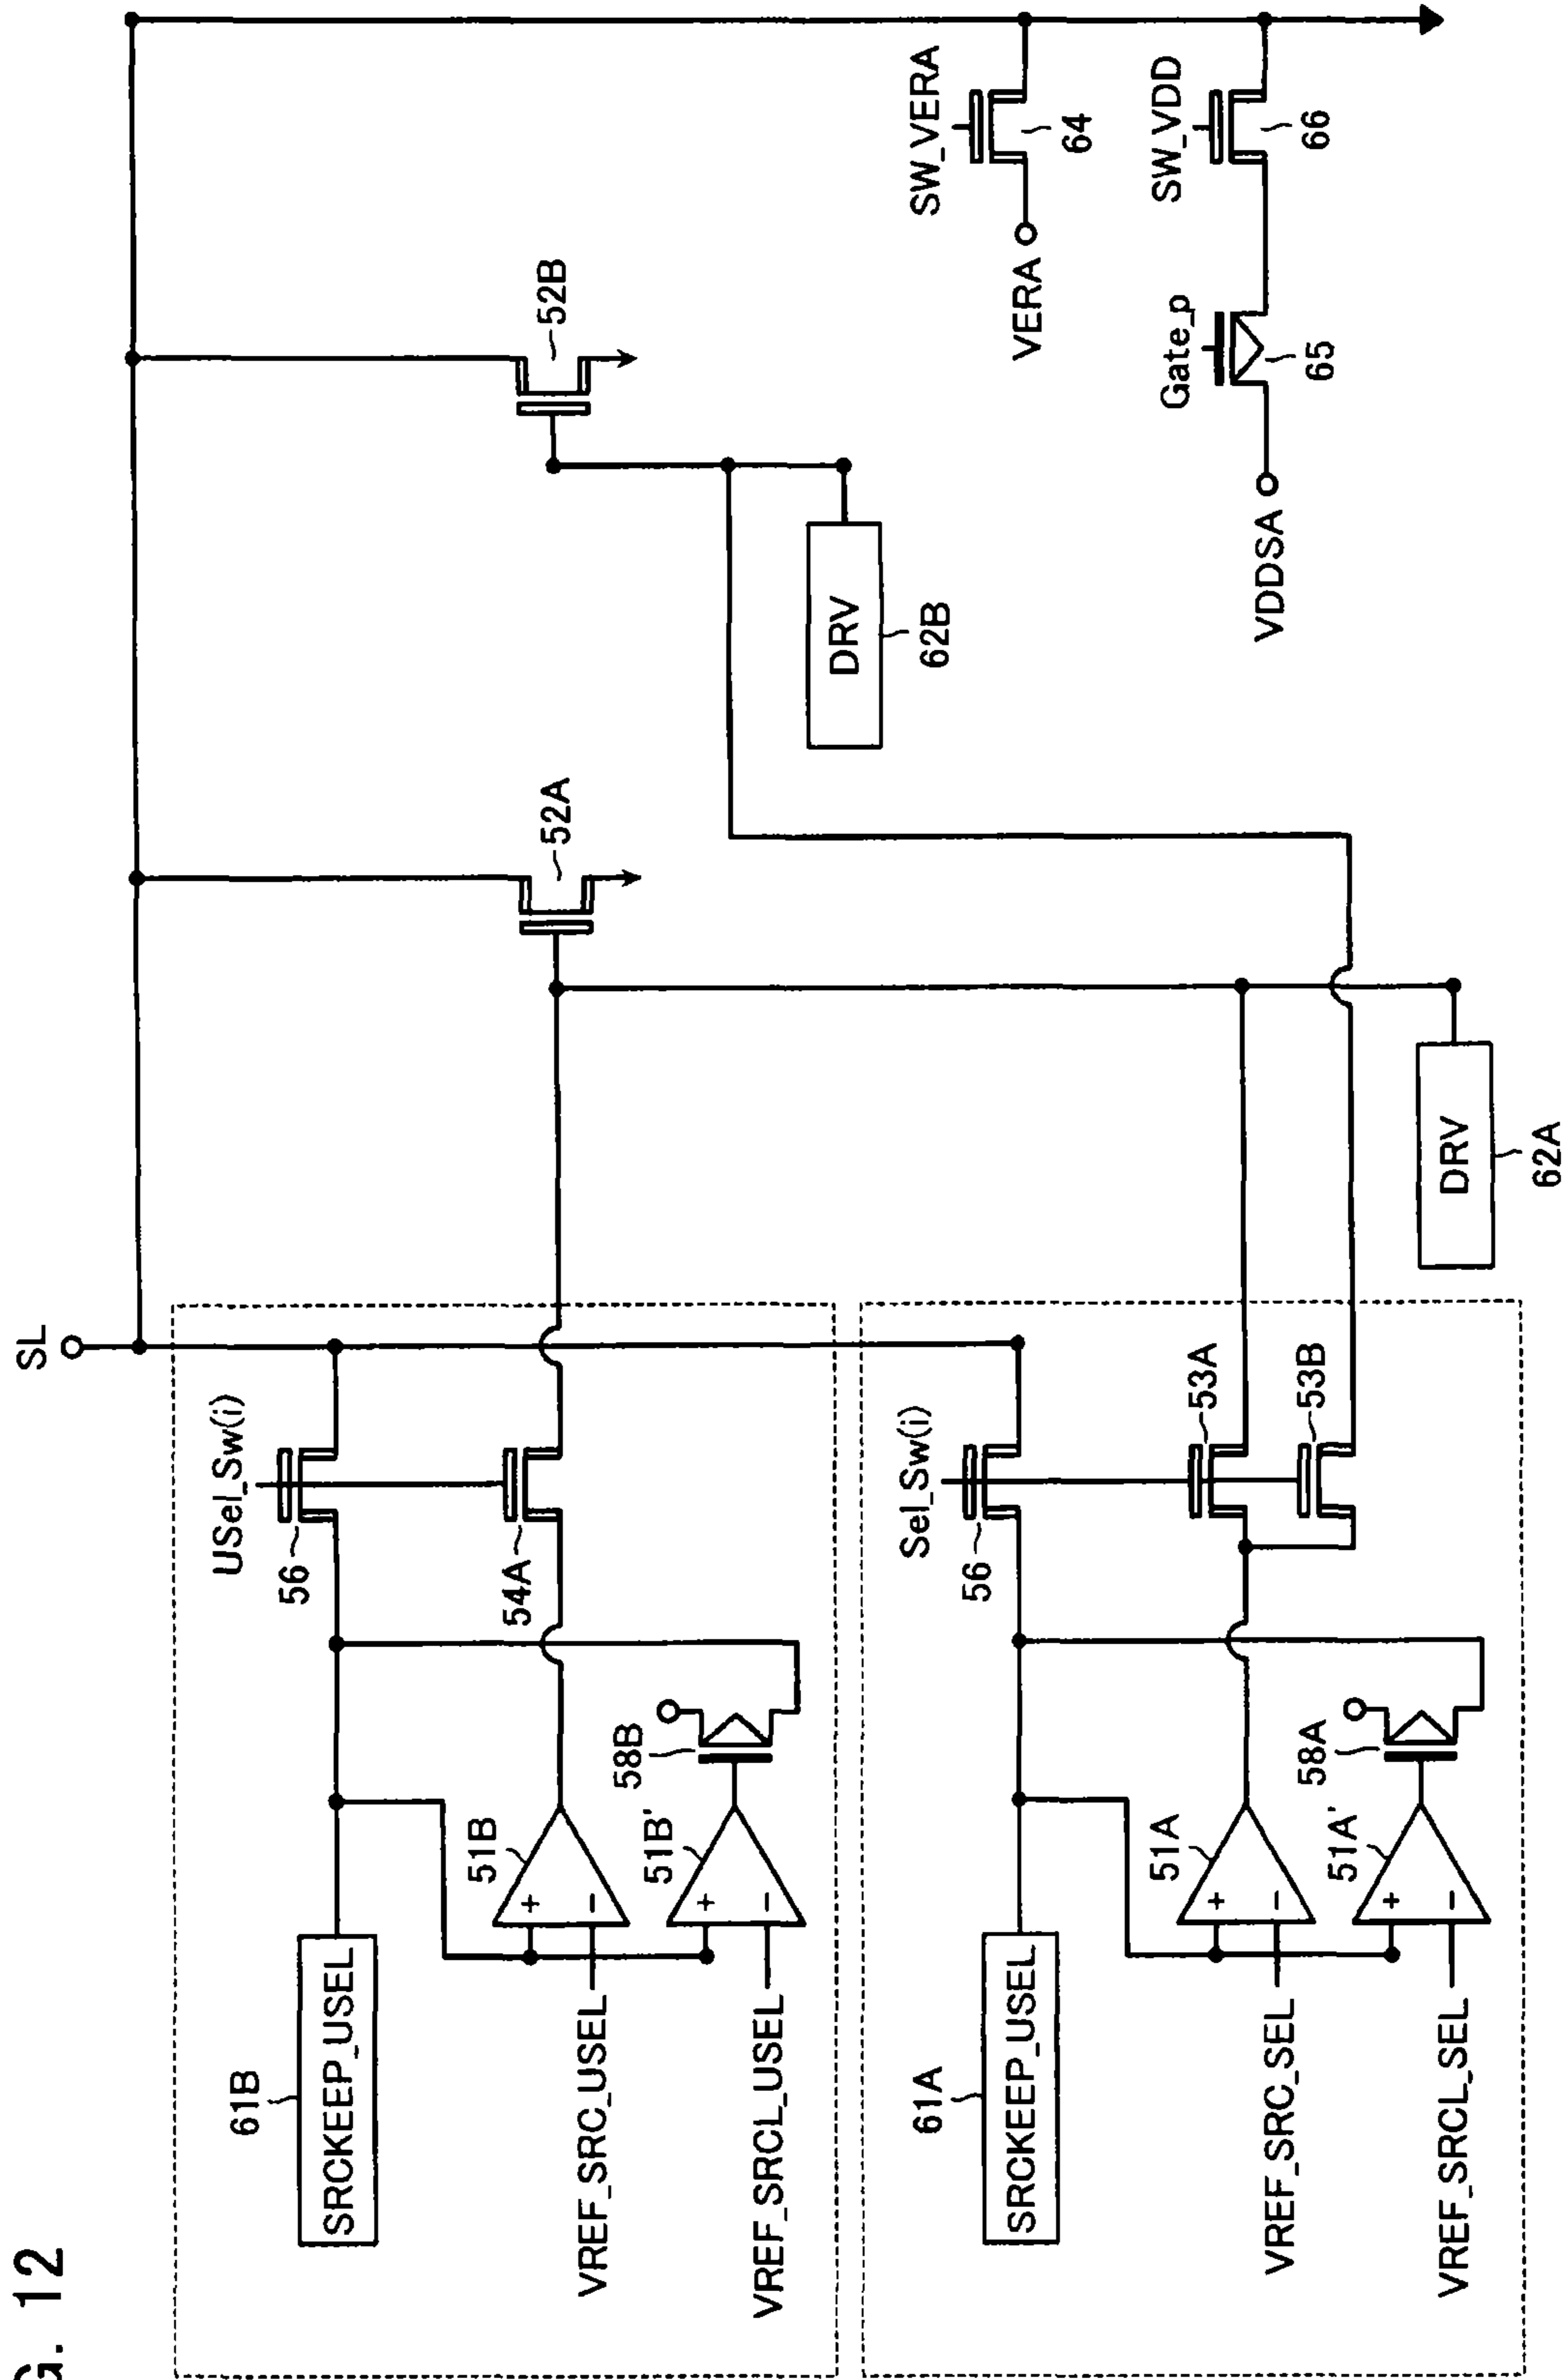 G. 12
SL
USel_Sw(i)
56
54A
61B
SRCKEEP_USEL
51B
+
-
VREF_SRC_USEL
51B'
+
-
VREF_SRCL_USEL
58B
Sel_Sw(i)
56
53A
53B
61A
SRCKEEP_USEL
51A
+
-
VREF_SRC_SEL
51A'
+
-
VREF_SRCL_SEL
58A
52A
52B
DRV
62A
DRV
62B
SW_VERA
64
VERA
SW_VDD
66
Gate_p
65
VDDSA